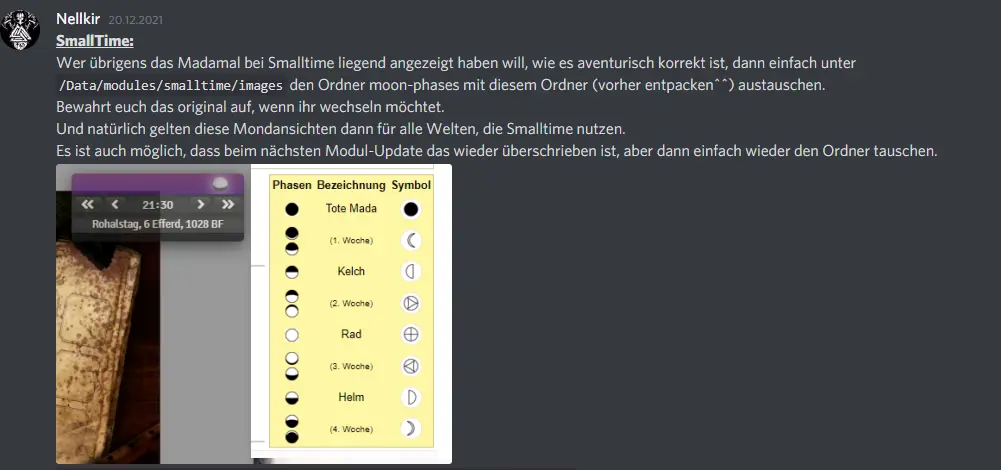 Nellkir 20.12.2021
SmallTime:
Wer übrigens das Madamal bei Smalltime liegend angezeigt haben will, wie es aventurisch korrekt ist, dann einfach unter
/Data/modules/smalltime/images den Ordner moon-phases mit diesem Ordner (vorher entpacken^^) austauschen.
Bewahrt euch das original auf, wenn ihr wechseln möchtet.
Und natürlich gelten diese Mondansichten dann für alle Welten, die Smalltime nutzen.
Es ist auch möglich, dass beim nächsten Modul-Update das wieder überschrieben ist, aber dann einfach wieder den Ordner tauschen.
21:30
Rohalstag, 6 Efferd, 1028 BF
Phasen Bezeichnung Symbol
Tote Mada
(1. Woche)
Kelch
(2. Woche)
Rad
(3. Woche)
Helm
(4. Woche)